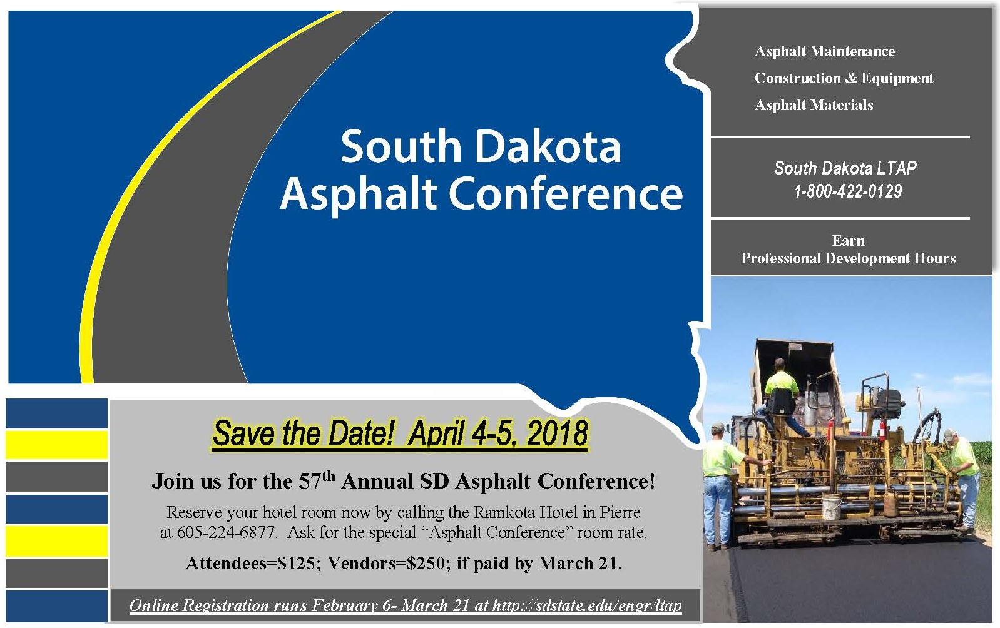 South Dakota
Asphalt Conference
Asphalt Maintenance
Construction & Equipment
Asphalt Materials
South Dakota LTAP
1-800-422-0129
Earn
Professional Development Hours
Save the Date!  April 4-5, 2018
Join us for the 57th Annual SD Asphalt Conference!
Reserve your hotel room now by calling the Ramkota Hotel in Pierre
at 605-224-6877.  Ask for the special “Asphalt Conference” room rate.
Attendees=$125; Vendors=$250; if paid by March 21.
Online Registration runs February 6- March 21 at http://sdstate.edu/engr/ltap